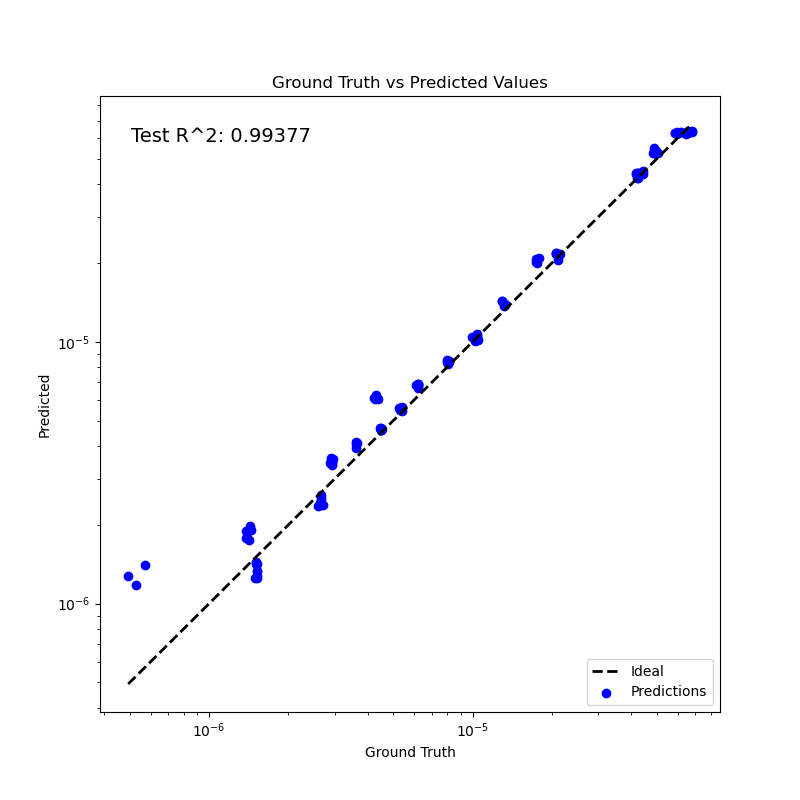 Ground Truth vs Predicted Values
Test R^2: 0.99377
Predicted
10⁻⁵
10⁻⁶
Ideal
Predictions
10⁻⁶ 10⁻⁵
Ground Truth